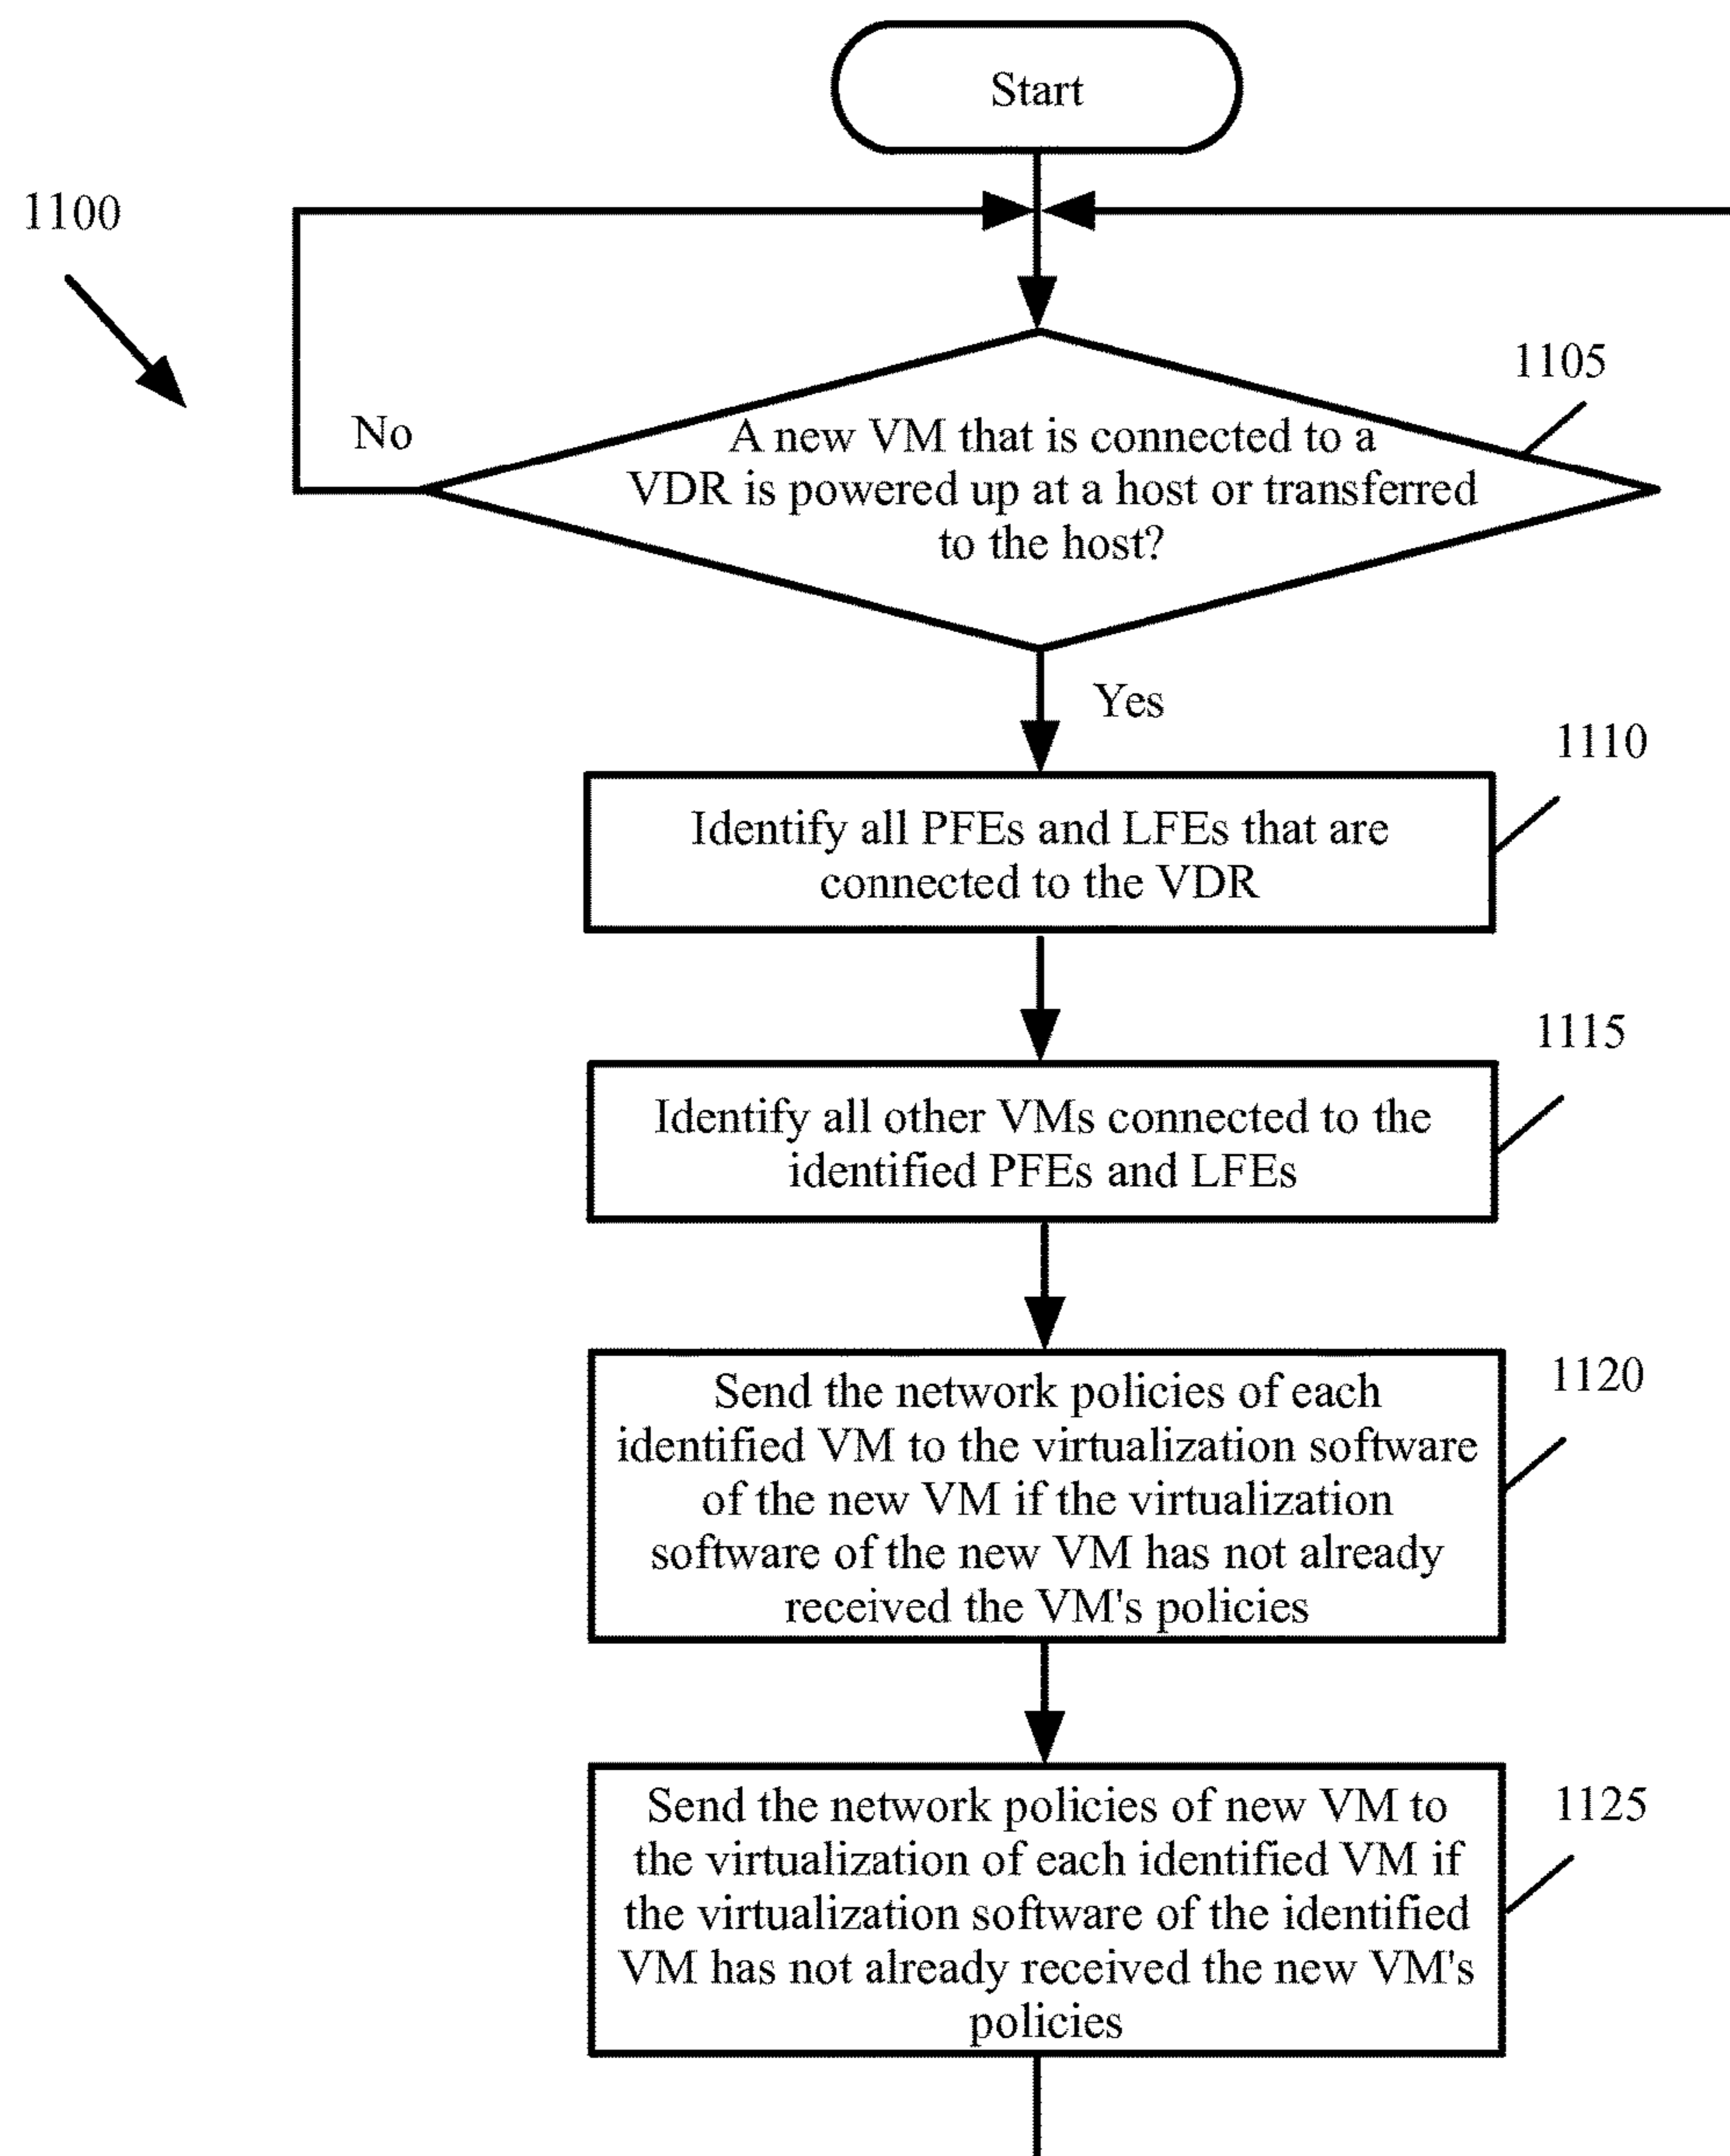 Start
1100
1105
No
A new VM that is connected to a
VDR is powered up at a host or transferred
to the host?
Yes
1110
Identify all PFEs and LFEs that are
connected to the VDR
1115
Identify all other VMs connected to the
identified PFEs and LFEs
1120
Send the network policies of each
identified VM to the virtualization software
of the new VM if the virtualization
software of the new VM has not already
received the VM's policies
1125
Send the network policies of new VM to
the virtualization of each identified VM if
the virtualization software of the identified
VM has not already received the new VM's
policies